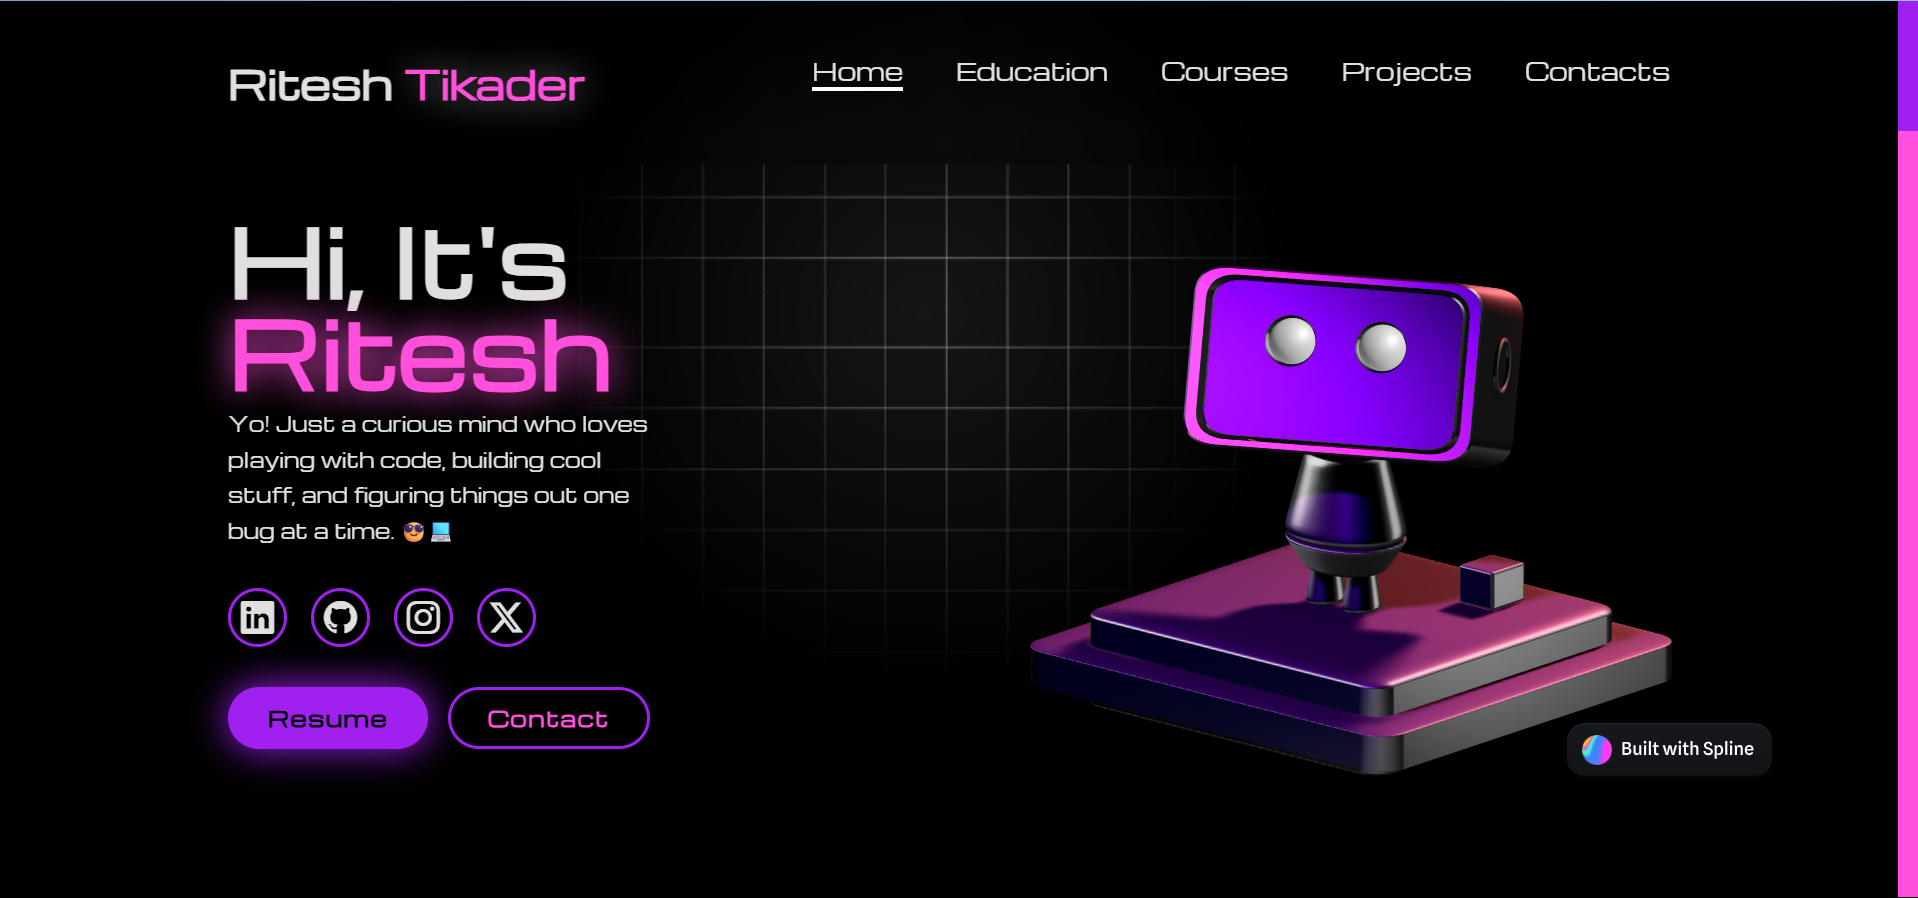 Ritesh Tikader
Home Education Courses Projects Contacts
Hi, It's
Ritesh
Yo! Just a curious mind who loves
playing with code, building cool
stuff, and figuring things out one
bug at a time. 😎 💻
in
Resume Contact
Built with Spline